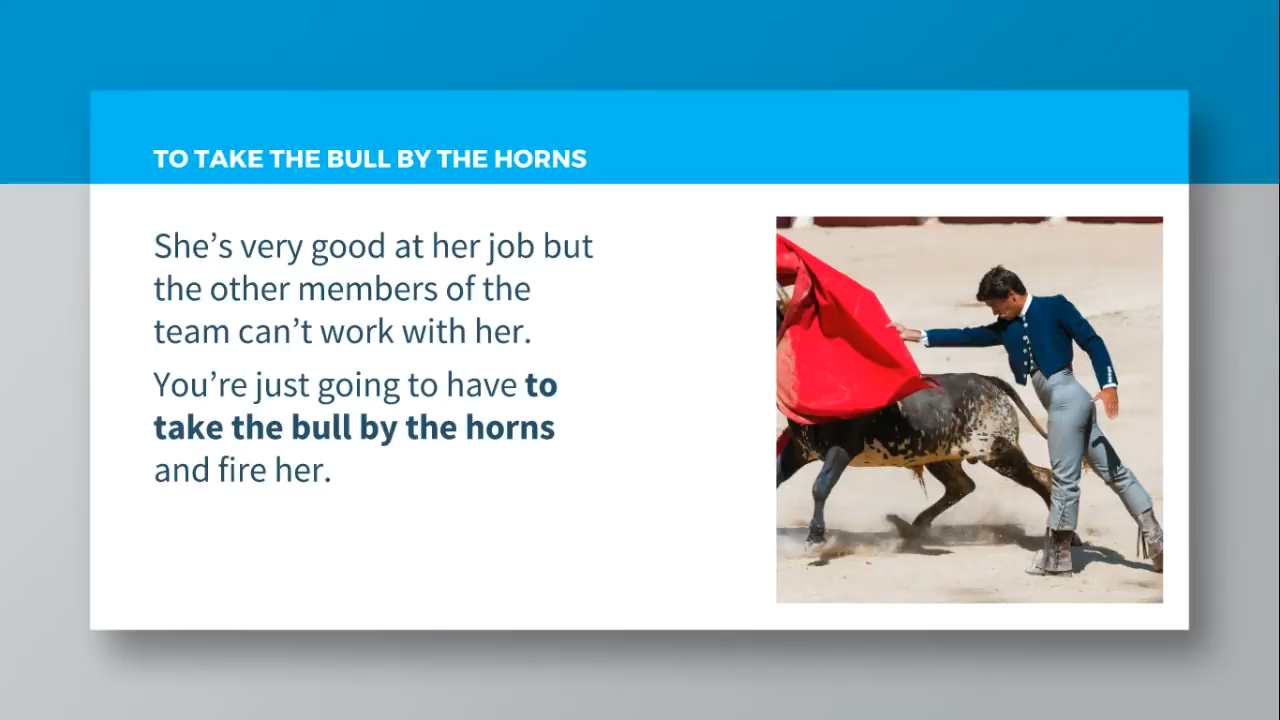 TO TAKE THE BULL BY THE HORNS
She’s very good at her job but
the other members of the
team can’t work with her.
You’re just going to have to
take the bull by the horns
and fire her.